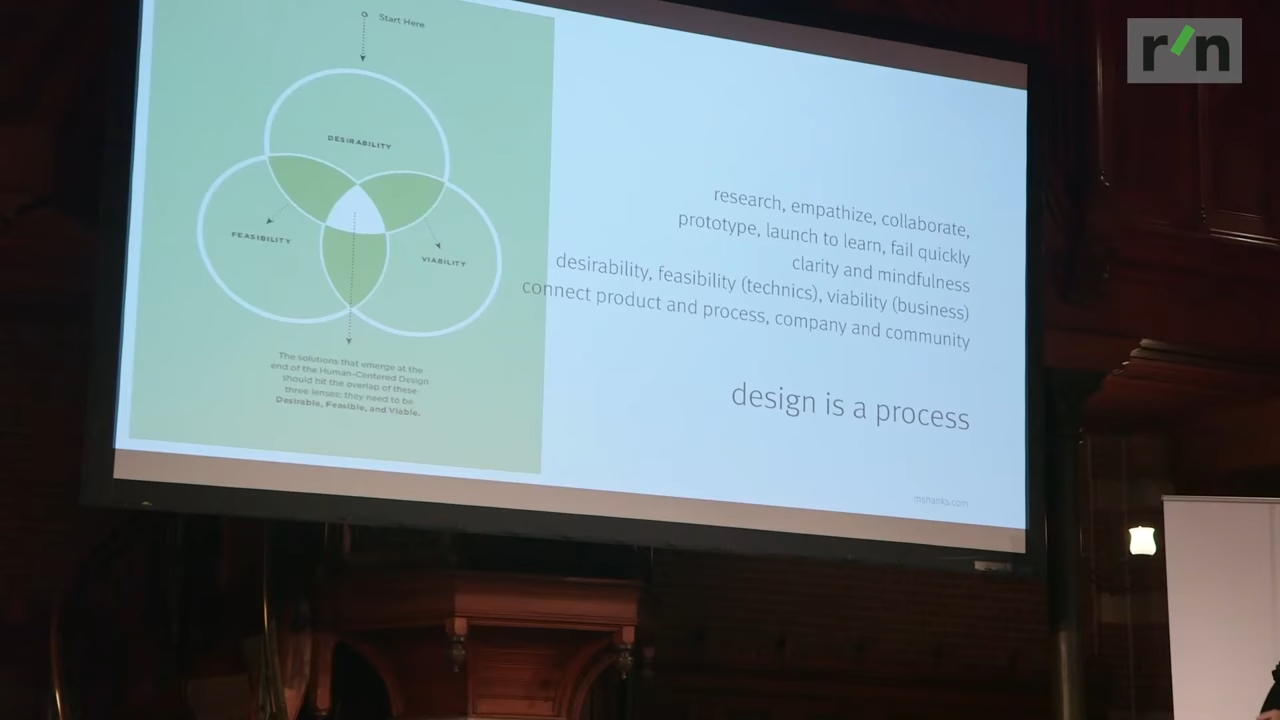 Start Here
DESIRABILITY
FEASIBILITY
VIABILITY
The solutions that emerge at the
end of the Human-Centered Design
should hit the overlap of these
three lenses; they need to be
Desirable, Feasible, and Viable.
research, empathize, collaborate,
prototype, launch to learn, fail quickly
clarity and mindfulness
desirability, feasibility (technics), viability (business)
connect product and process, company and community
design is a process
mshanks.com
r/n